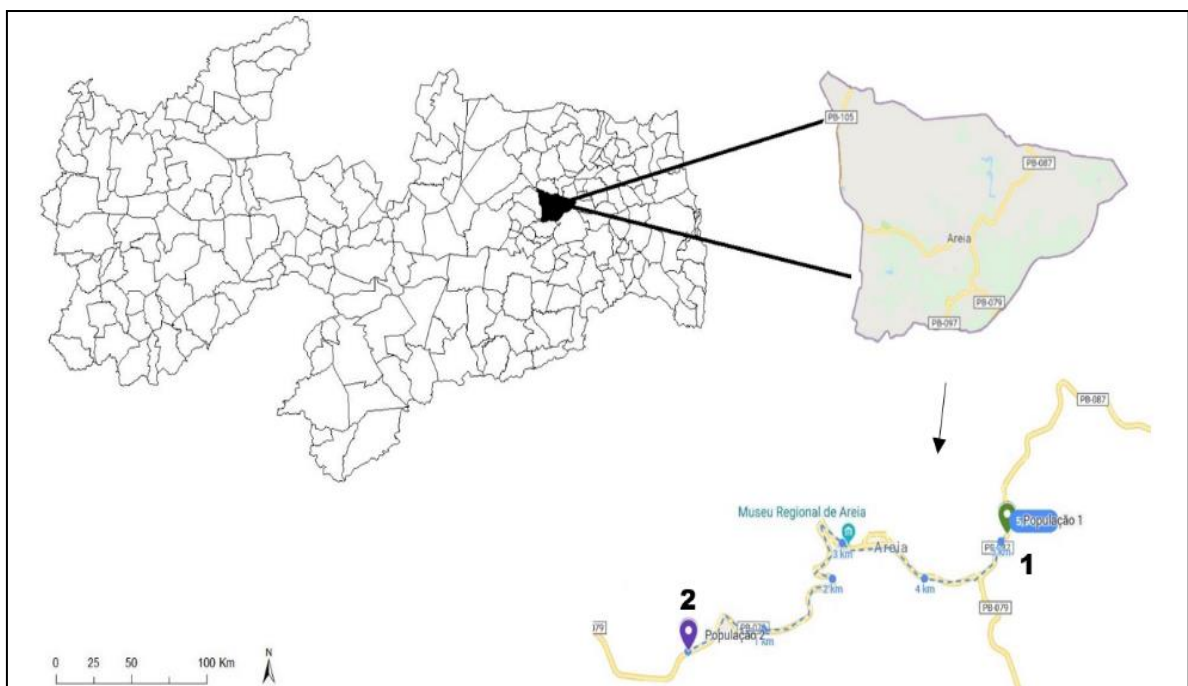 PB-105
PB-087
Areia
PB-079
PB-097
PB-087
Museu Regional de Areia
População 1
Areia
3 km
1
2 km
4 km
PB-079
2
População 2
1 km
079
0 25 50 100 Km
N